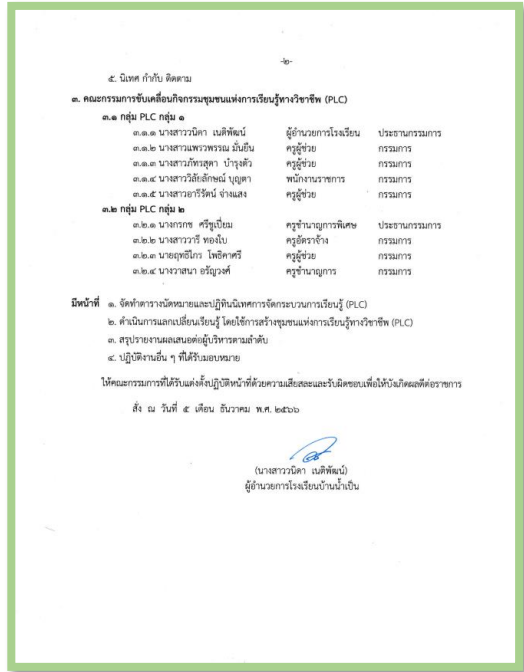 -๒-
๕. นิเทศ กำกับ ติดตาม
๓. คณะกรรมการขับเคลื่อนกิจกรรมชุมชนแห่งการเรียนรู้ทางวิชาชีพ (PLC)
๓.๑ กลุ่ม PLC กลุ่ม ๑
๓.๑.๑ นางสาววนิดา เนติพัฒน์ ผู้อำนวยการโรงเรียน ประธานกรรมการ
๓.๑.๒ นางสาวแพรวพรรณ มั่นยืน ครูผู้ช่วย กรรมการ
๓.๑.๓ นางสาวภัทรสุดา บำรุงตัว ครูผู้ช่วย กรรมการ
๓.๑.๔ นางสาววิลัยลักษณ์ บุญตา พนักงานราชการ กรรมการ
๓.๑.๕ นางสาวอารีรัตน์ จ่างแสง ครูผู้ช่วย กรรมการ
๓.๒ กลุ่ม PLC กลุ่ม ๒
๓.๒.๑ นางกรกช ศรีชูเปี่ยม ครูชำนาญการพิเศษ ประธานกรรมการ
๓.๒.๒ นางสาววารี ทองใบ ครูอัตราจ้าง กรรมการ
๓.๒.๓ นายฤทธิไกร โพธิคาศรี ครูผู้ช่วย กรรมการ
๓.๒.๔ นางวาสนา อรัญวงศ์ ครูชำนาญการ กรรมการ
มีหน้าที่ ๑. จัดทำตารางนัดหมายและปฏิทินนิเทศการจัดกระบวนการเรียนรู้ (PLC)
๒. ดำเนินการแลกเปลี่ยนเรียนรู้ โดยใช้การสร้างชุมชนแห่งการเรียนรู้ทางวิชาชีพ (PLC)
๓. สรุปรายงานผลเสนอต่อผู้บริหารตามลำดับ
๔. ปฏิบัติงานอื่น ๆ ที่ได้รับมอบหมาย
ให้คณะกรรมการที่ได้รับแต่งตั้งปฏิบัติหน้าที่ด้วยความเสียสละและรับผิดชอบเพื่อให้บังเกิดผลดีต่อราชการ
สั่ง ณ วันที่ ๕ เดือน ธันวาคม พ.ศ. ๒๕๖๖
(นางสาววนิดา เนติพัฒน์)
ผู้อำนวยการโรงเรียนบ้านน้ำเป็น